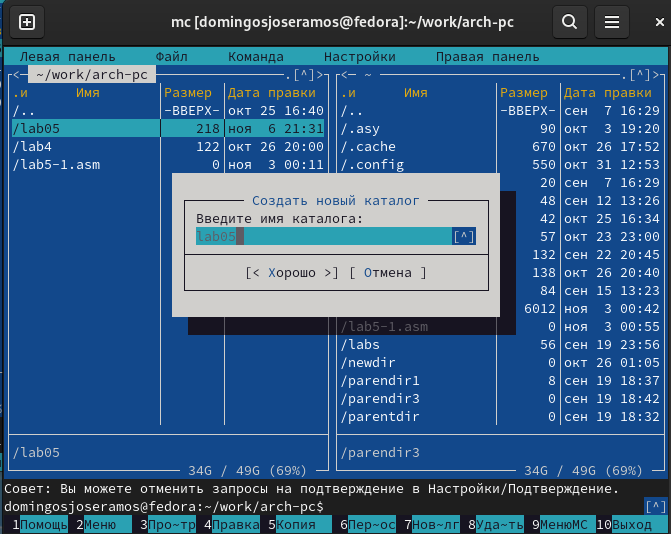 mc [domingosjoseramos@fedora]:~/work/arch-pc
Левая панель Файл Команда Настройки Правая панель
<— ~/work/arch-pc .[^]> <— ~ .[^]>
.и Имя Размер Дата правки .и Имя Размер Дата правки
/.. -ВВЕРХ- окт 25 16:40 /.. -ВВЕРХ- сен 7 16:29
/lab05 218 ноя 6 21:31 /.asy 90 окт 3 19:20
/lab4 122 окт 26 20:00 /.cache 670 окт 26 17:52
/lab5-1.asm 0 ноя 3 00:11 /.config 550 окт 31 12:53
20 сен 7 16:29
Создать новый каталог 48 сен 12 13:26
Введите имя каталога: 42 окт 25 16:34
lab05 [^] 57 окт 23 23:00
132 сен 22 20:45
[< Хорошо >] [ Отмена ] 138 окт 26 20:40
84 сен 15 13:23
6012 ноя 3 00:42
/lab5-1.asm 0 ноя 3 00:55
/labs 56 сен 19 23:56
/newdir 0 окт 26 01:05
/parendir1 8 сен 19 18:37
/parendir3 0 сен 19 18:42
/parentdir 0 сен 19 18:32
/lab05 /parendir3
34G / 49G (69%) 34G / 49G (69%)
Совет: Вы можете отменить запросы на подтверждение в Настройки/Подтверждение.
domingosjoseramos@fedora:~/work/arch-pc$ [^]
1Помощь 2Меню 3Про~тр 4Правка 5Копия 6Пер~ос 7Нов~лг 8Уда~ть 9МенюМС 10Выход